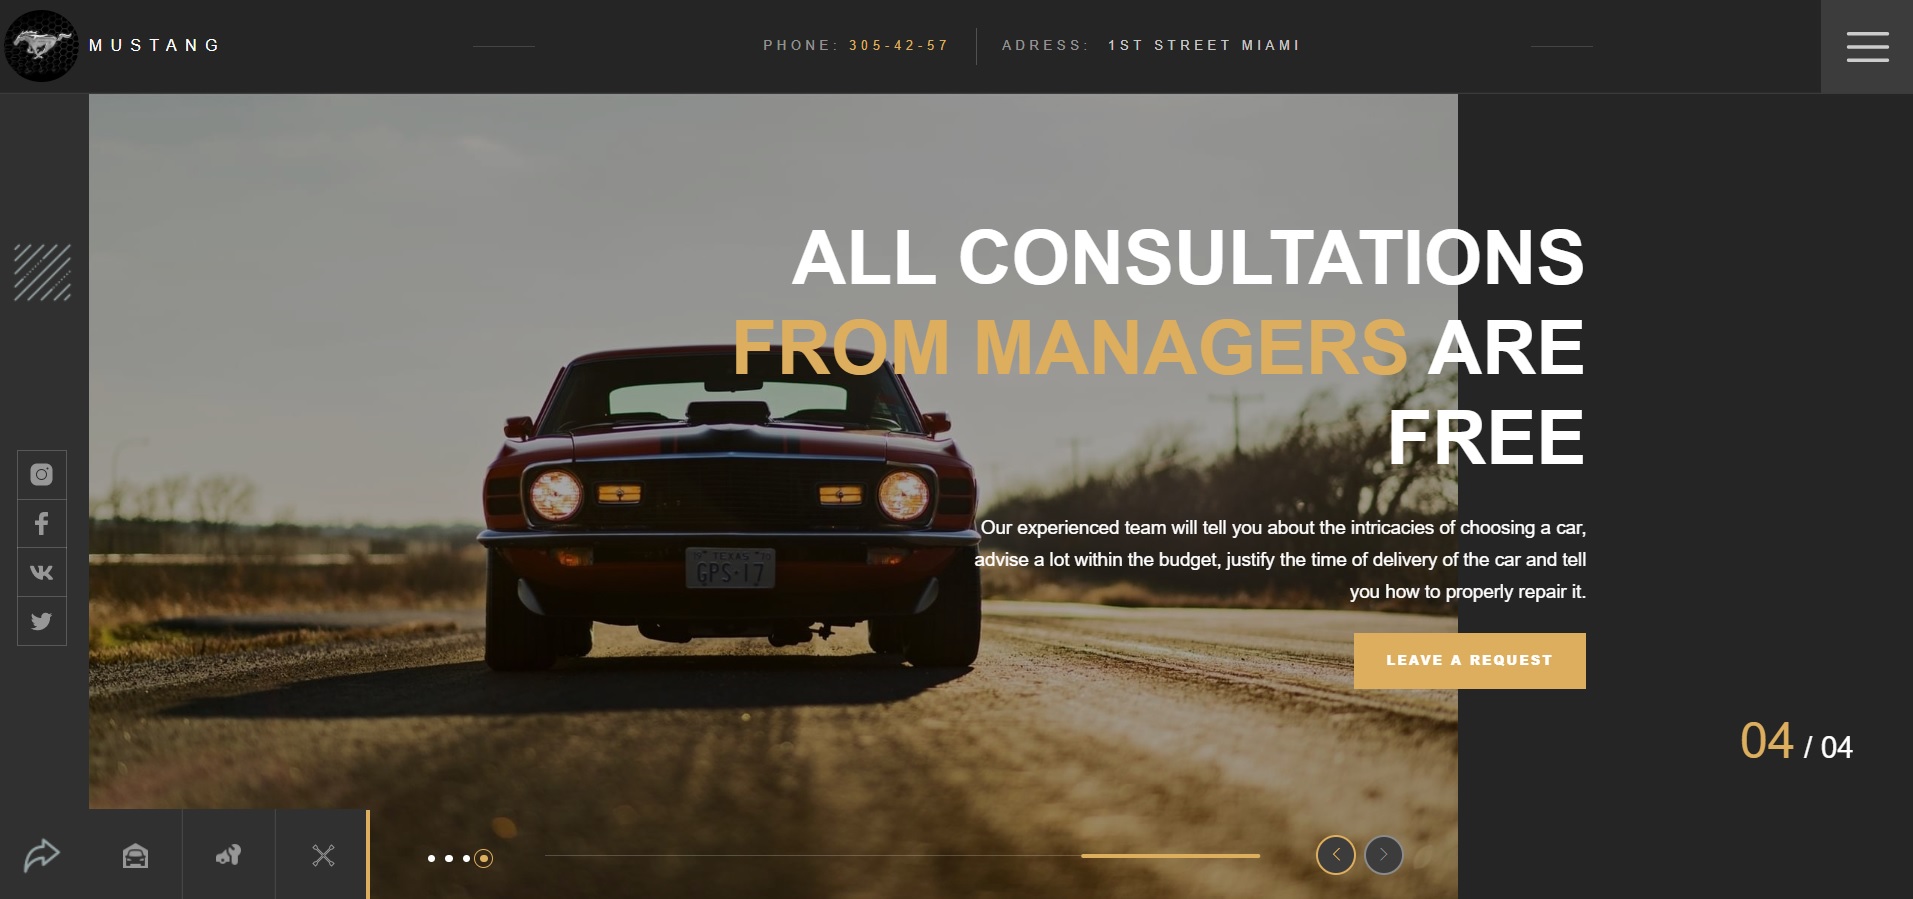 MUSTANG
PHONE: 305-42-57
ADRESS: 1ST STREET MIAMI
ALL CONSULTATIONS
FROM MANAGERS ARE
FREE
Our experienced team will tell you about the intricacies of choosing a car,
advise a lot within the budget, justify the time of delivery of the car and tell
you how to properly repair it.
TEXAS
GPS·17
LEAVE A REQUEST
04 / 04